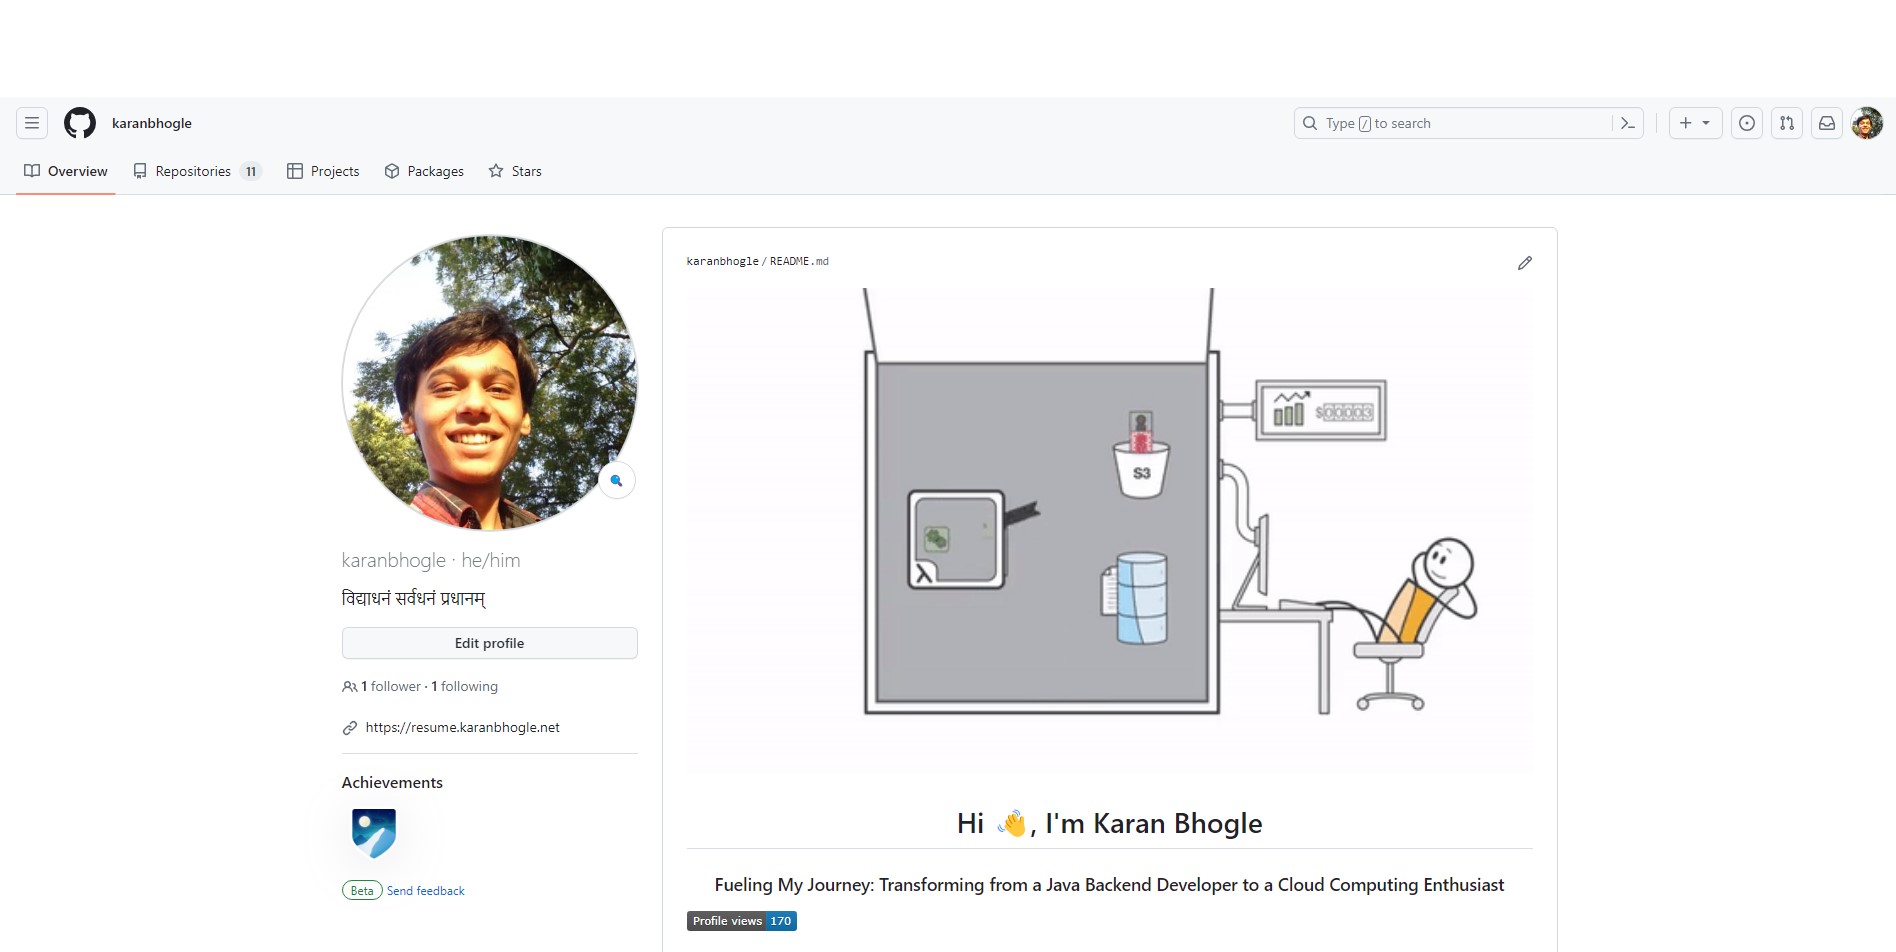 karanbhogle
Type / to search
Overview
Repositories 11
Projects
Packages
Stars
karanbhogle · he/him
विद्याधनं सर्वधनं प्रधानम्
Edit profile
1 follower · 1 following
https://resume.karanbhogle.net
Achievements
Beta Send feedback
karanbhogle / README.md
$00003
S3
λ
Hi 👋, I'm Karan Bhogle
Fueling My Journey: Transforming from a Java Backend Developer to a Cloud Computing Enthusiast
Profile views 170